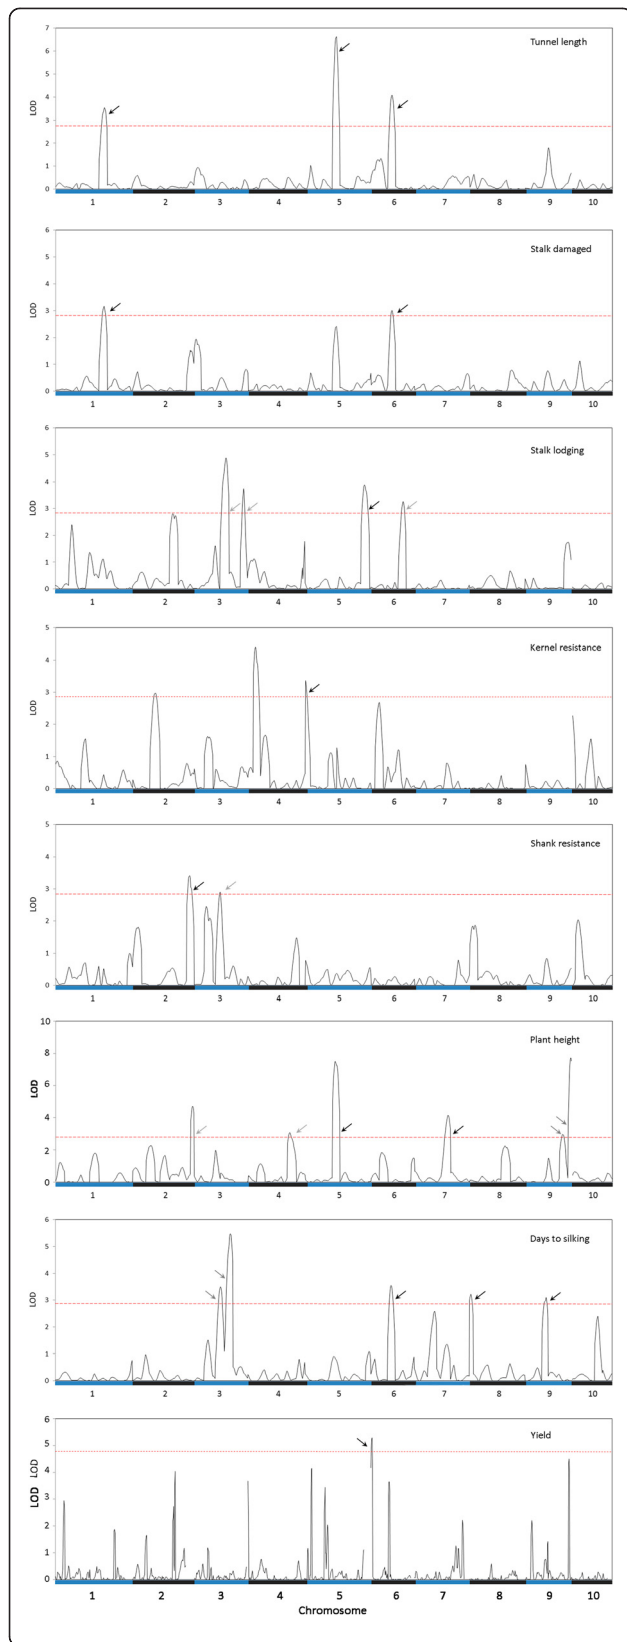 7
6
5
4
3
2
1
0
LOD
Tunnel length
1 2 3 4 5 6 7 8 9 10
6
5
4
3
2
1
0
LOD
Stalk damaged
1 2 3 4 5 6 7 8 9 10
6
5
4
3
2
1
0
LOD
Stalk lodging
1 2 3 4 5 6 7 8 9 10
5
4
3
2
1
0
LOD
Kernel resistance
1 2 3 4 5 6 7 8 9 10
5
4
3
2
1
0
LOD
Shank resistance
1 2 3 4 5 6 7 8 9 10
10
8
6
4
2
0
LOD
Plant height
1 2 3 4 5 6 7 8 9 10
6
5
4
3
2
1
0
LOD
Days to silking
1 2 3 4 5 6 7 8 9 10
6
5
4
3
2
1
0
LOD LOD
Yield
1 2 3 4 5 6 7 8 9 10
Chromosome